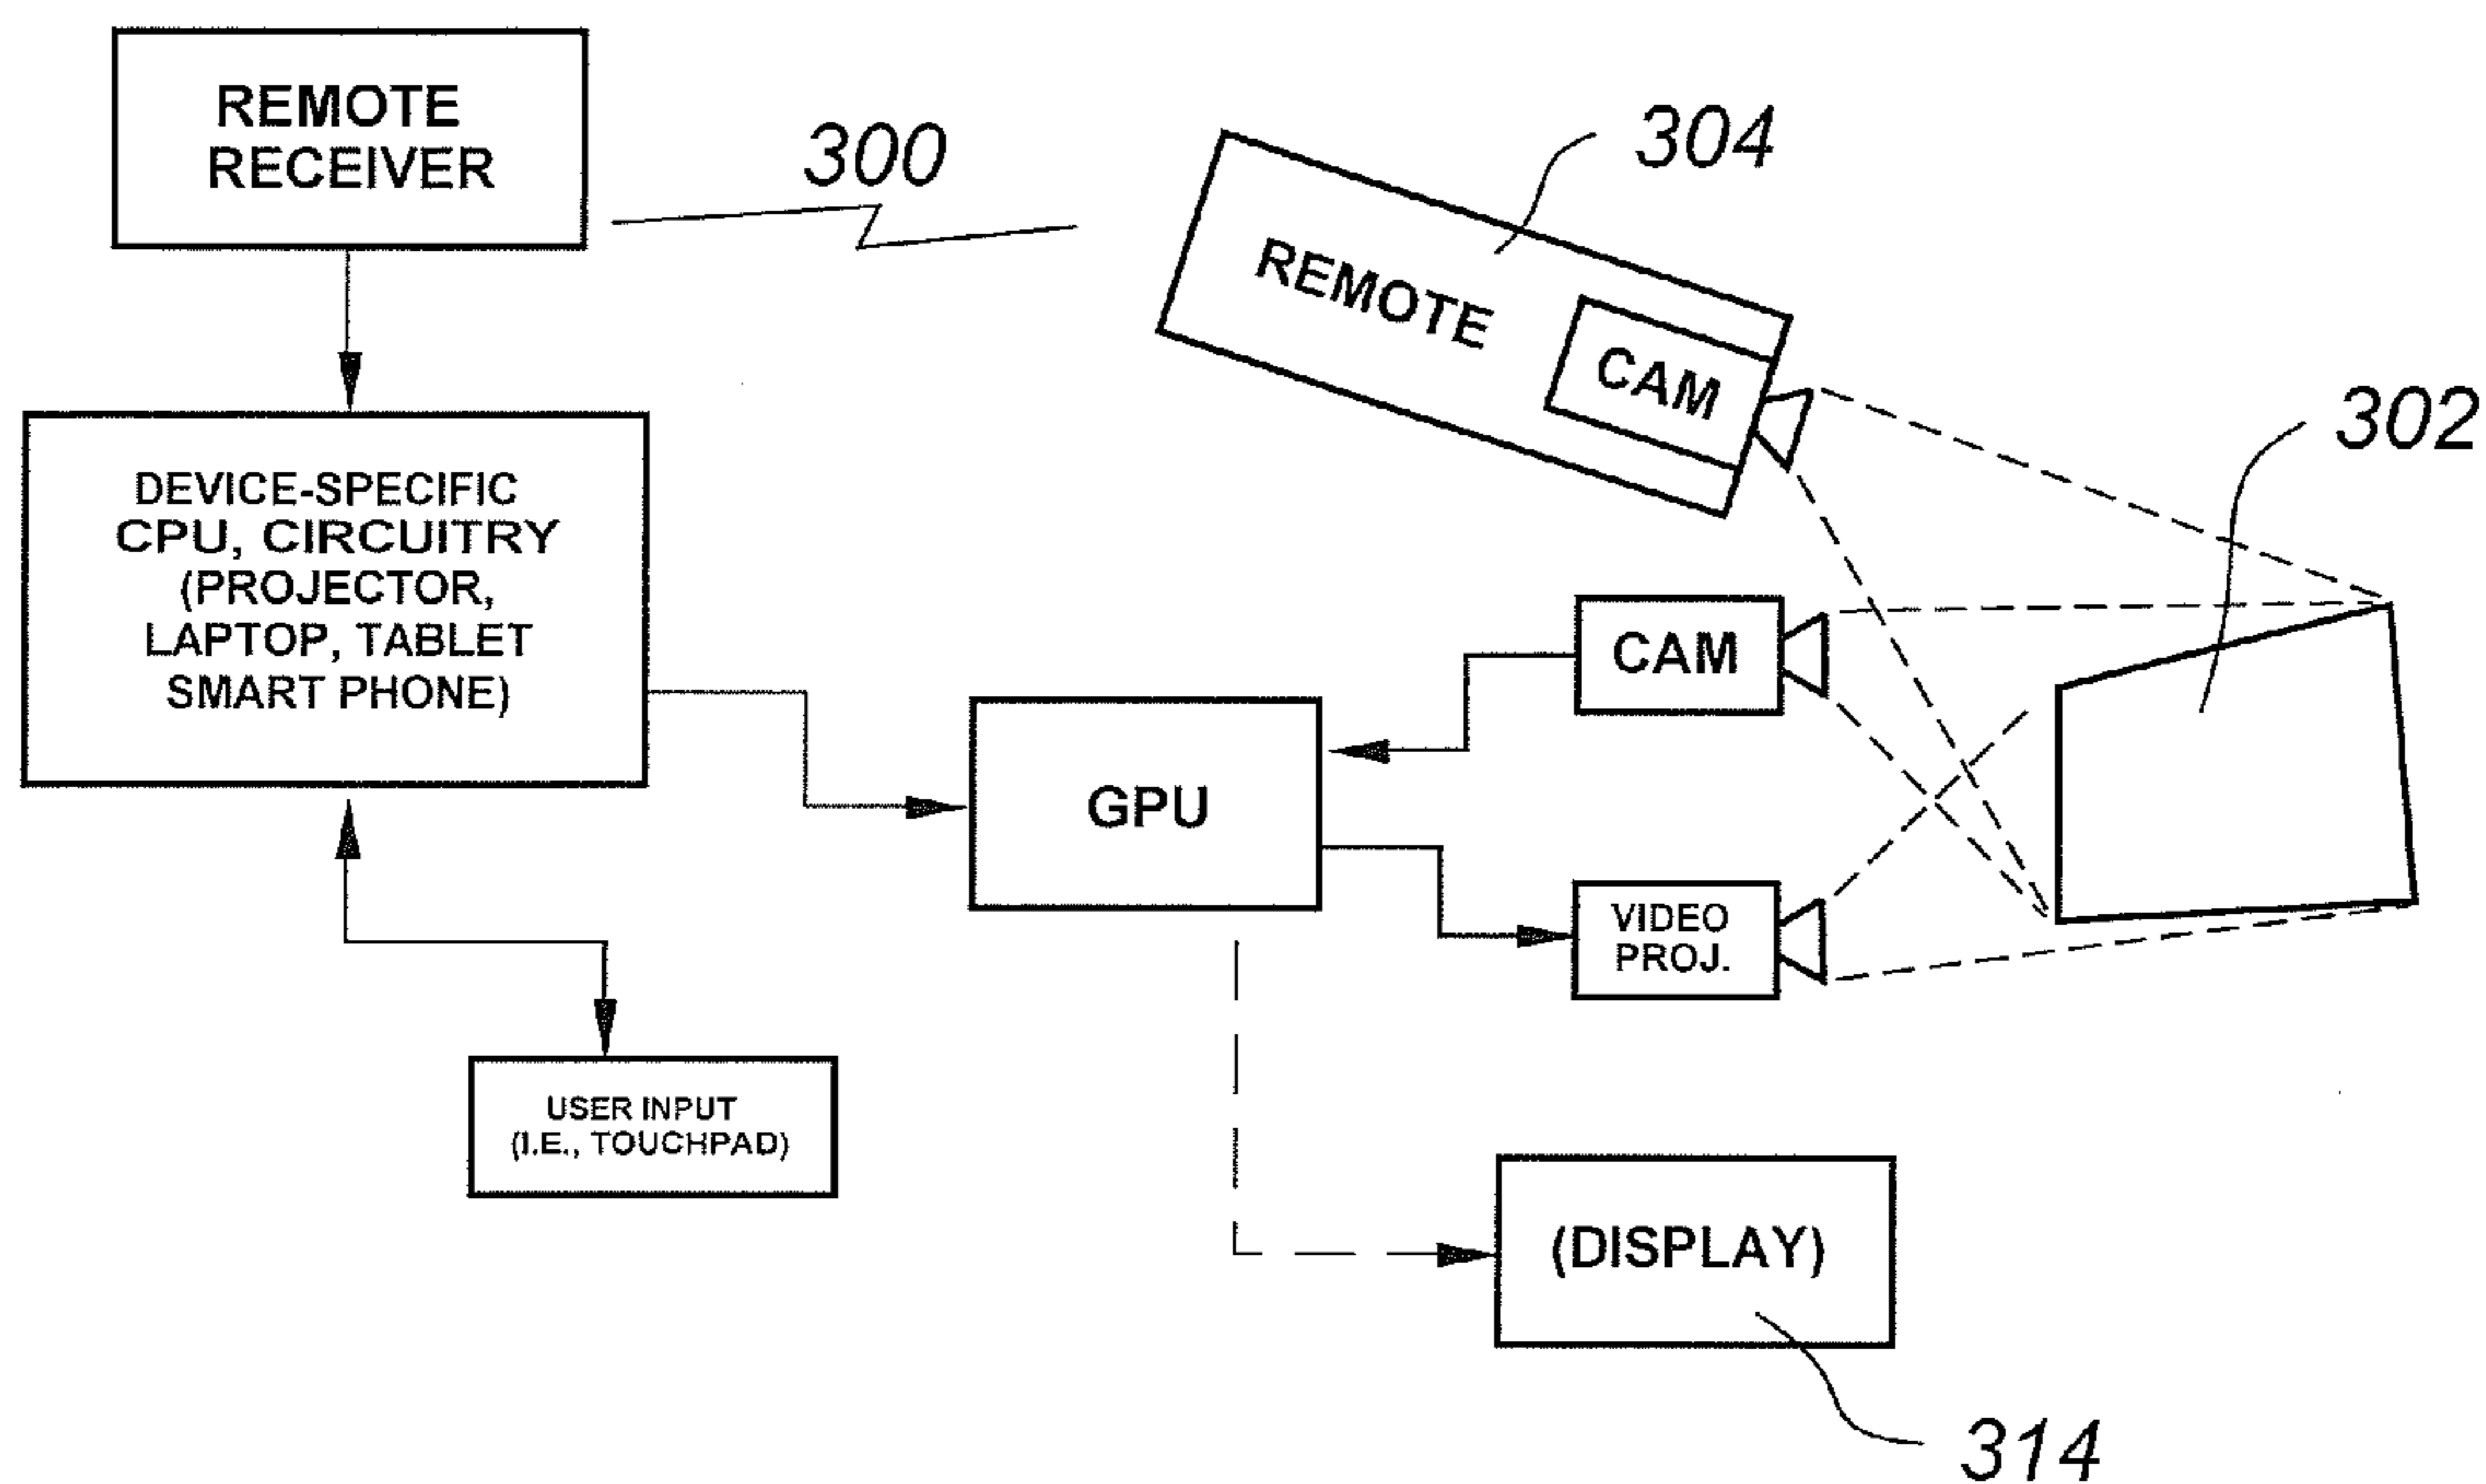 REMOTE
RECEIVER
300
304
REMOTE
CAM
302
DEVICE-SPECIFIC
CPU, CIRCUITRY
(PROJECTOR,
LAPTOP, TABLET
SMART PHONE)
CAM
GPU
VIDEO
PROJ.
USER INPUT
(I.E., TOUCHPAD)
(DISPLAY)
314